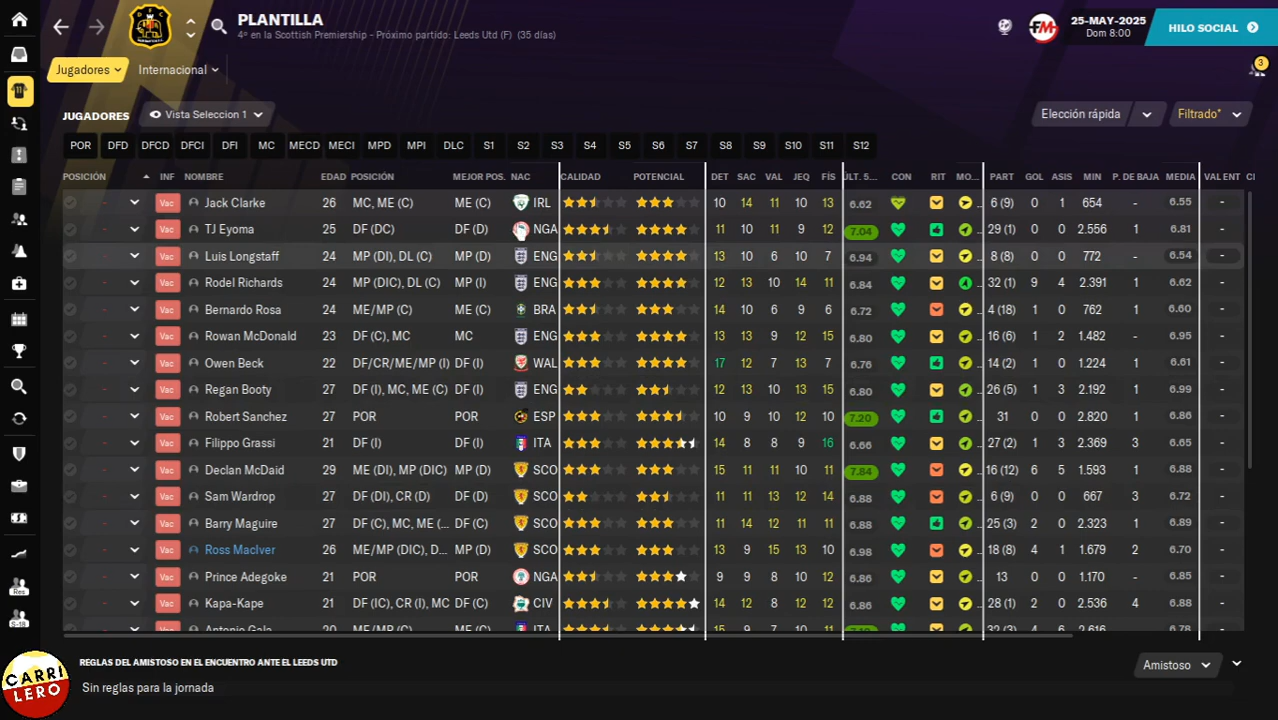 PLANTILLA
4º en la Scottish Premiership - Próximo partido: Leeds Utd (F) (35 días)
25-MAY-2025
Dom 8:00
HILO SOCIAL
FM
Jugadores
Internacional
3
JUGADORES
Vista Seleccion 1
Elección rápida
Filtrado*
POR DFD DFCD DFCI DFI MC MECD MECI MPD MPI DLC S1 S2 S3 S4 S5 S6 S7 S8 S9 S10 S11 S12
POSICIÓN INF NOMBRE EDAD POSICIÓN MEJOR POS. NAC CALIDAD POTENCIAL DET SAC VAL JEQ FÍS ÚLT. 5... CON RIT MO... PART GOL ASIS MIN P. DE BAJA MEDIA VAL ENT
- Vac Jack Clarke 26 MC, ME (C) ME (C) IRL 10 14 11 10 13 6.62 6 (9) 0 1 654 - 6.55 -
- Vac TJ Eyoma 25 DF (DC) DF (D) NGA 11 10 11 9 12 7.04 29 (1) 0 0 2.556 1 6.81 -
- Vac Luis Longstaff 24 MP (DI), DL (C) MP (D) ENG 13 10 6 10 7 6.94 8 (8) 0 0 772 - 6.54 -
- Vac Rodel Richards 24 MP (DIC), DL (C) MP (I) ENG 12 13 10 14 11 6.84 32 (1) 9 4 2.391 1 6.62 -
- Vac Bernardo Rosa 24 ME/MP (C) ME (C) BRA 14 10 6 9 6 6.72 4 (18) 1 0 762 - 6.60 -
- Vac Rowan McDonald 23 DF (C), MC MC ENG 13 13 9 12 15 6.80 16 (6) 1 2 1.482 - 6.95 -
- Vac Owen Beck 22 DF/CR/ME/MP (I) DF (I) WAL 17 12 7 13 7 6.76 14 (2) 1 0 1.224 1 6.61 -
- Vac Regan Booty 27 DF (I), MC, ME (C) DF (I) ENG 12 13 10 13 15 6.80 26 (5) 1 3 2.192 1 6.99 -
- Vac Robert Sanchez 27 POR POR ESP 10 9 10 12 10 7.20 31 0 0 2.820 1 6.86 -
- Vac Filippo Grassi 21 DF (I) DF (I) ITA 14 8 8 9 16 6.66 27 (2) 1 3 2.369 3 6.65 -
- Vac Declan McDaid 29 ME (DI), MP (DIC) MP (D) SCO 15 11 11 10 11 7.84 16 (12) 6 5 1.593 1 6.88 -
- Vac Sam Wardrop 27 DF (DI), CR (D) DF (D) SCO 11 11 13 12 14 6.88 6 (9) 0 0 667 3 6.72 -
- Vac Barry Maguire 27 DF (C), MC, ME (... DF (C) SCO 11 14 12 11 12 6.88 25 (3) 2 0 2.323 1 6.89 -
- Vac Ross MacIver 26 ME/MP (DIC), D... MP (D) SCO 13 9 15 13 10 6.98 18 (8) 4 1 1.679 2 6.70 -
- Vac Prince Adegoke 21 POR POR NGA 9 9 8 10 12 6.86 13 0 0 1.170 - 6.85 -
- Vac Kapa-Kape 21 DF (IC), CR (I), MC DF (C) CIV 14 12 8 12 12 6.86 28 (1) 2 0 2.536 4 6.88 -
REGLAS DEL AMISTOSO EN EL ENCUENTRO ANTE EL LEEDS UTD
Amistoso
Sin reglas para la jornada
CARRI
LERO
Res
S-18